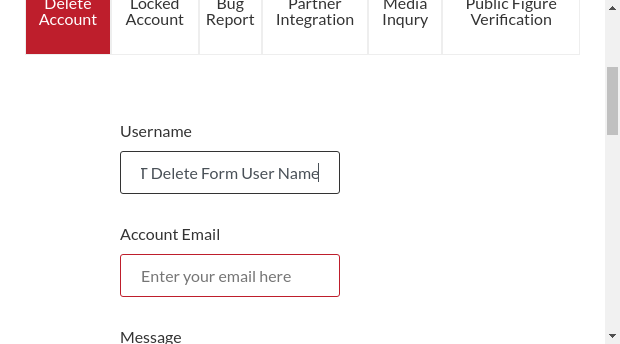 Delete Locked Bug Partner Media Public Figure
Account Account Report Integration Inqury Verification
Username
Delete Form User Name
Account Email
Enter your email here
Message